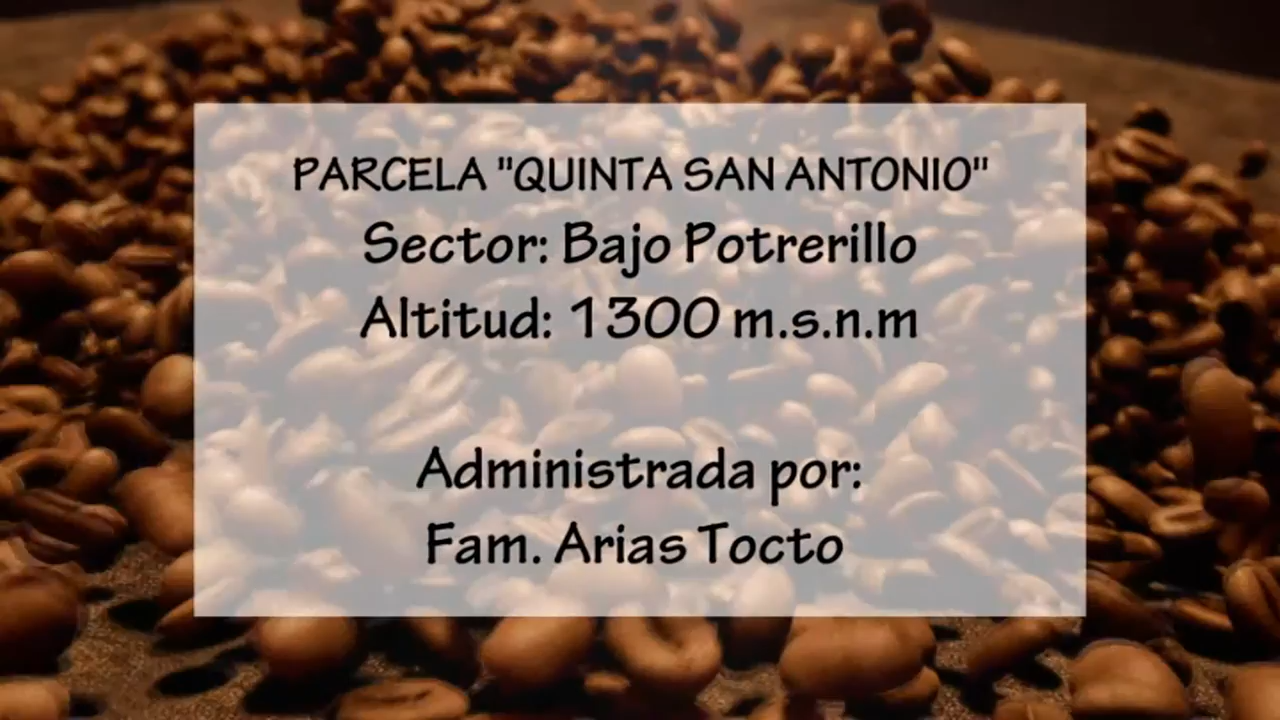 PARCELA "QUINTA SAN ANTONIO"
Sector: Bajo Potrerillo
Altitud: 1300 m.s.n.m
Administrada por:
Fam. Arias Tocto